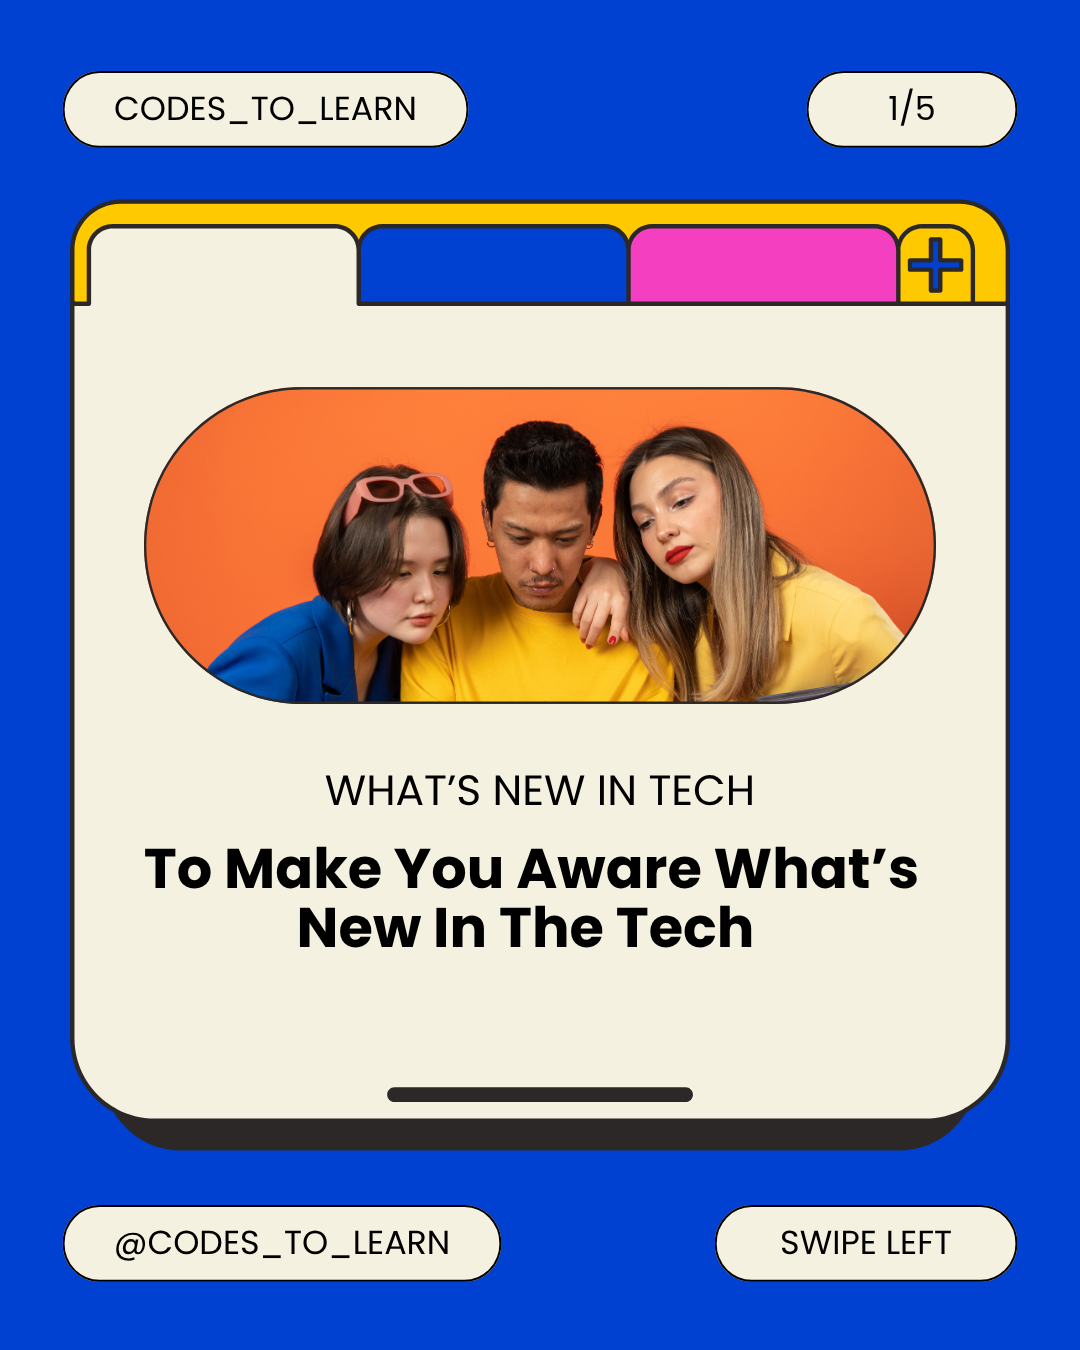 CODES_TO_LEARN
1/5
WHAT’S NEW IN TECH
To Make You Aware What’s
New In The Tech
@CODES_TO_LEARN
SWIPE LEFT